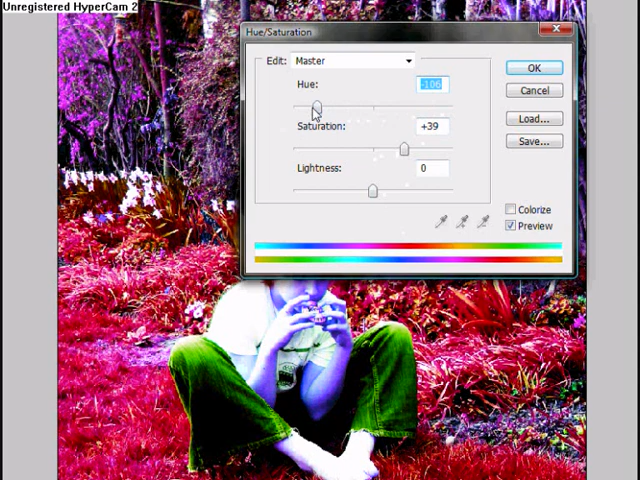 Unregistered HyperCam 2
Hue/Saturation
Edit: Master
Hue: -106
OK
Cancel
Saturation: +39
Load...
Save...
Lightness: 0
Colorize
Preview